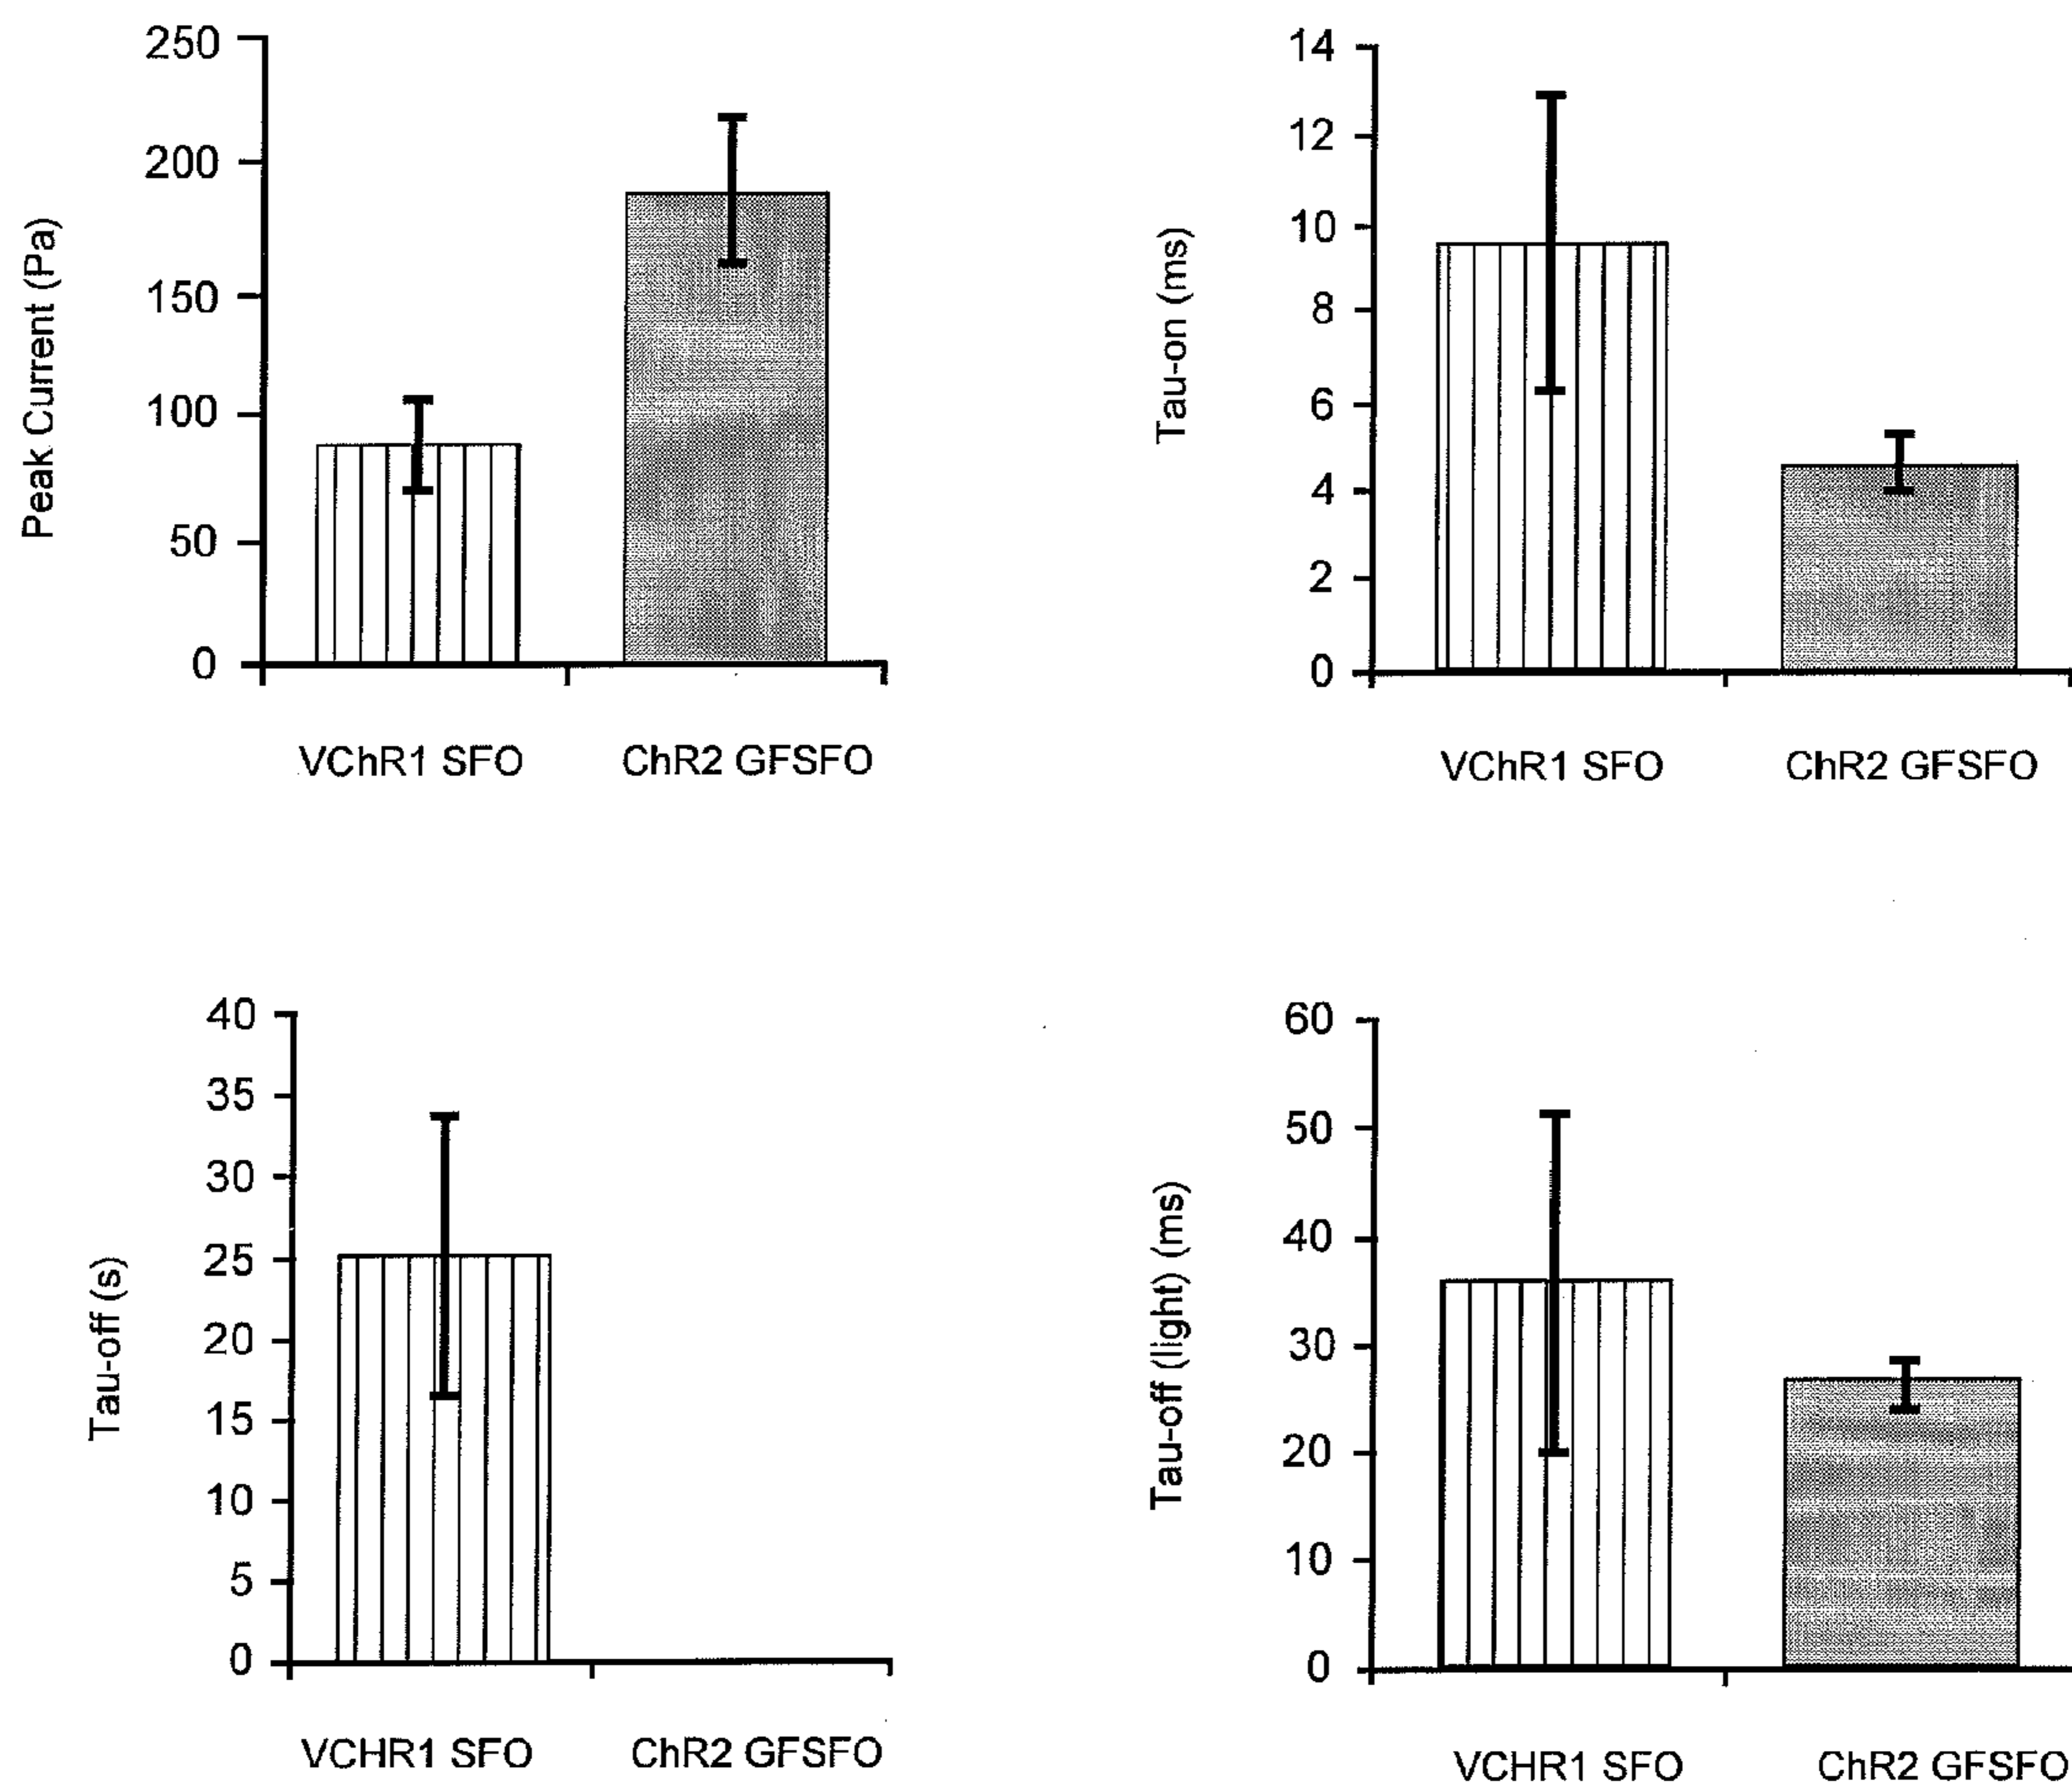 Peak Current (Pa)
250
200
150
100
50
0
VChR1 SFO
ChR2 GFSFO
Tau-on (ms)
14
12
10
8
6
4
2
0
VChR1 SFO
ChR2 GFSFO
Tau-off (s)
40
35
30
25
20
15
10
5
0
VCHR1 SFO
ChR2 GFSFO
Tau-off (light) (ms)
60
50
40
30
20
10
0
VCHR1 SFO
ChR2 GFSFO